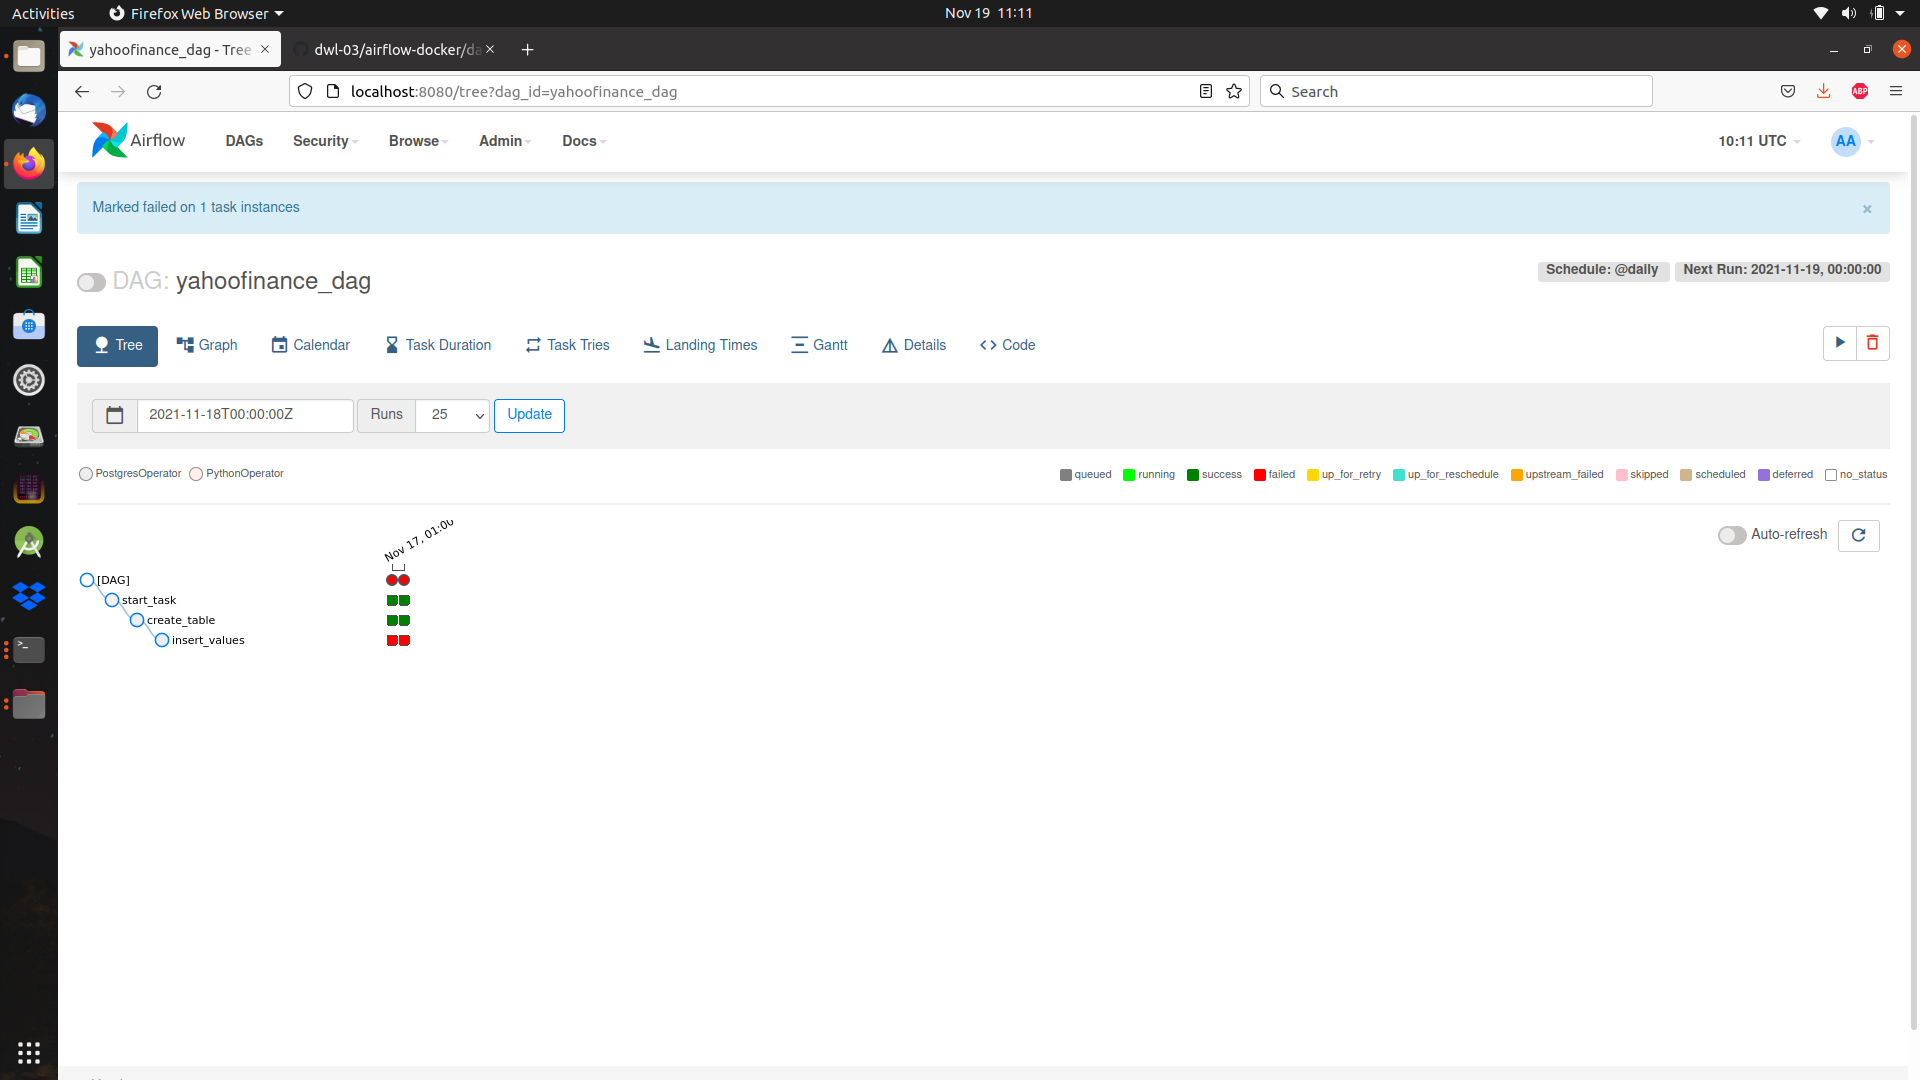 Activities
Firefox Web Browser
Nov 19 11:11
yahoofinance_dag - Tree
dwl-03/airflow-docker/da
localhost:8080/tree?dag_id=yahoofinance_dag
Search
ABP
Airflow
DAGs
Security
Browse
Admin
Docs
10:11 UTC
AA
Marked failed on 1 task instances
×
DAG: yahoofinance_dag
Schedule: @daily
Next Run: 2021-11-19, 00:00:00
Tree
Graph
Calendar
Task Duration
Task Tries
Landing Times
Gantt
Details
<> Code
2021-11-18T00:00:00Z
Runs
25
Update
PostgresOperator
PythonOperator
queued
running
success
failed
up_for_retry
up_for_reschedule
upstream_failed
skipped
scheduled
deferred
no_status
Nov 17, 01:00
Auto-refresh
[DAG]
start_task
create_table
insert_values